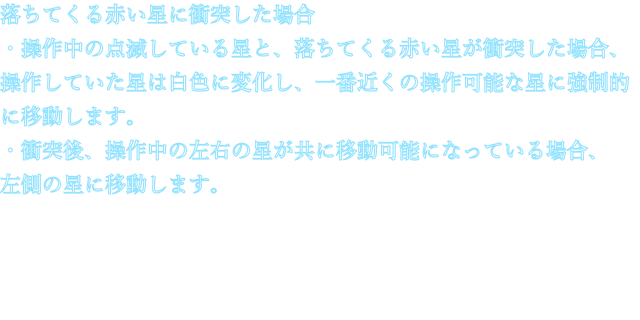 落ちてくる赤い星に衝突した場合
・操作中の点滅している星と、落ちてくる赤い星が衝突した場合、
操作していた星は白色に変化し、一番近くの操作可能な星に強制的
に移動します。
・衝突後、操作中の左右の星が共に移動可能になっている場合、
左側の星に移動します。